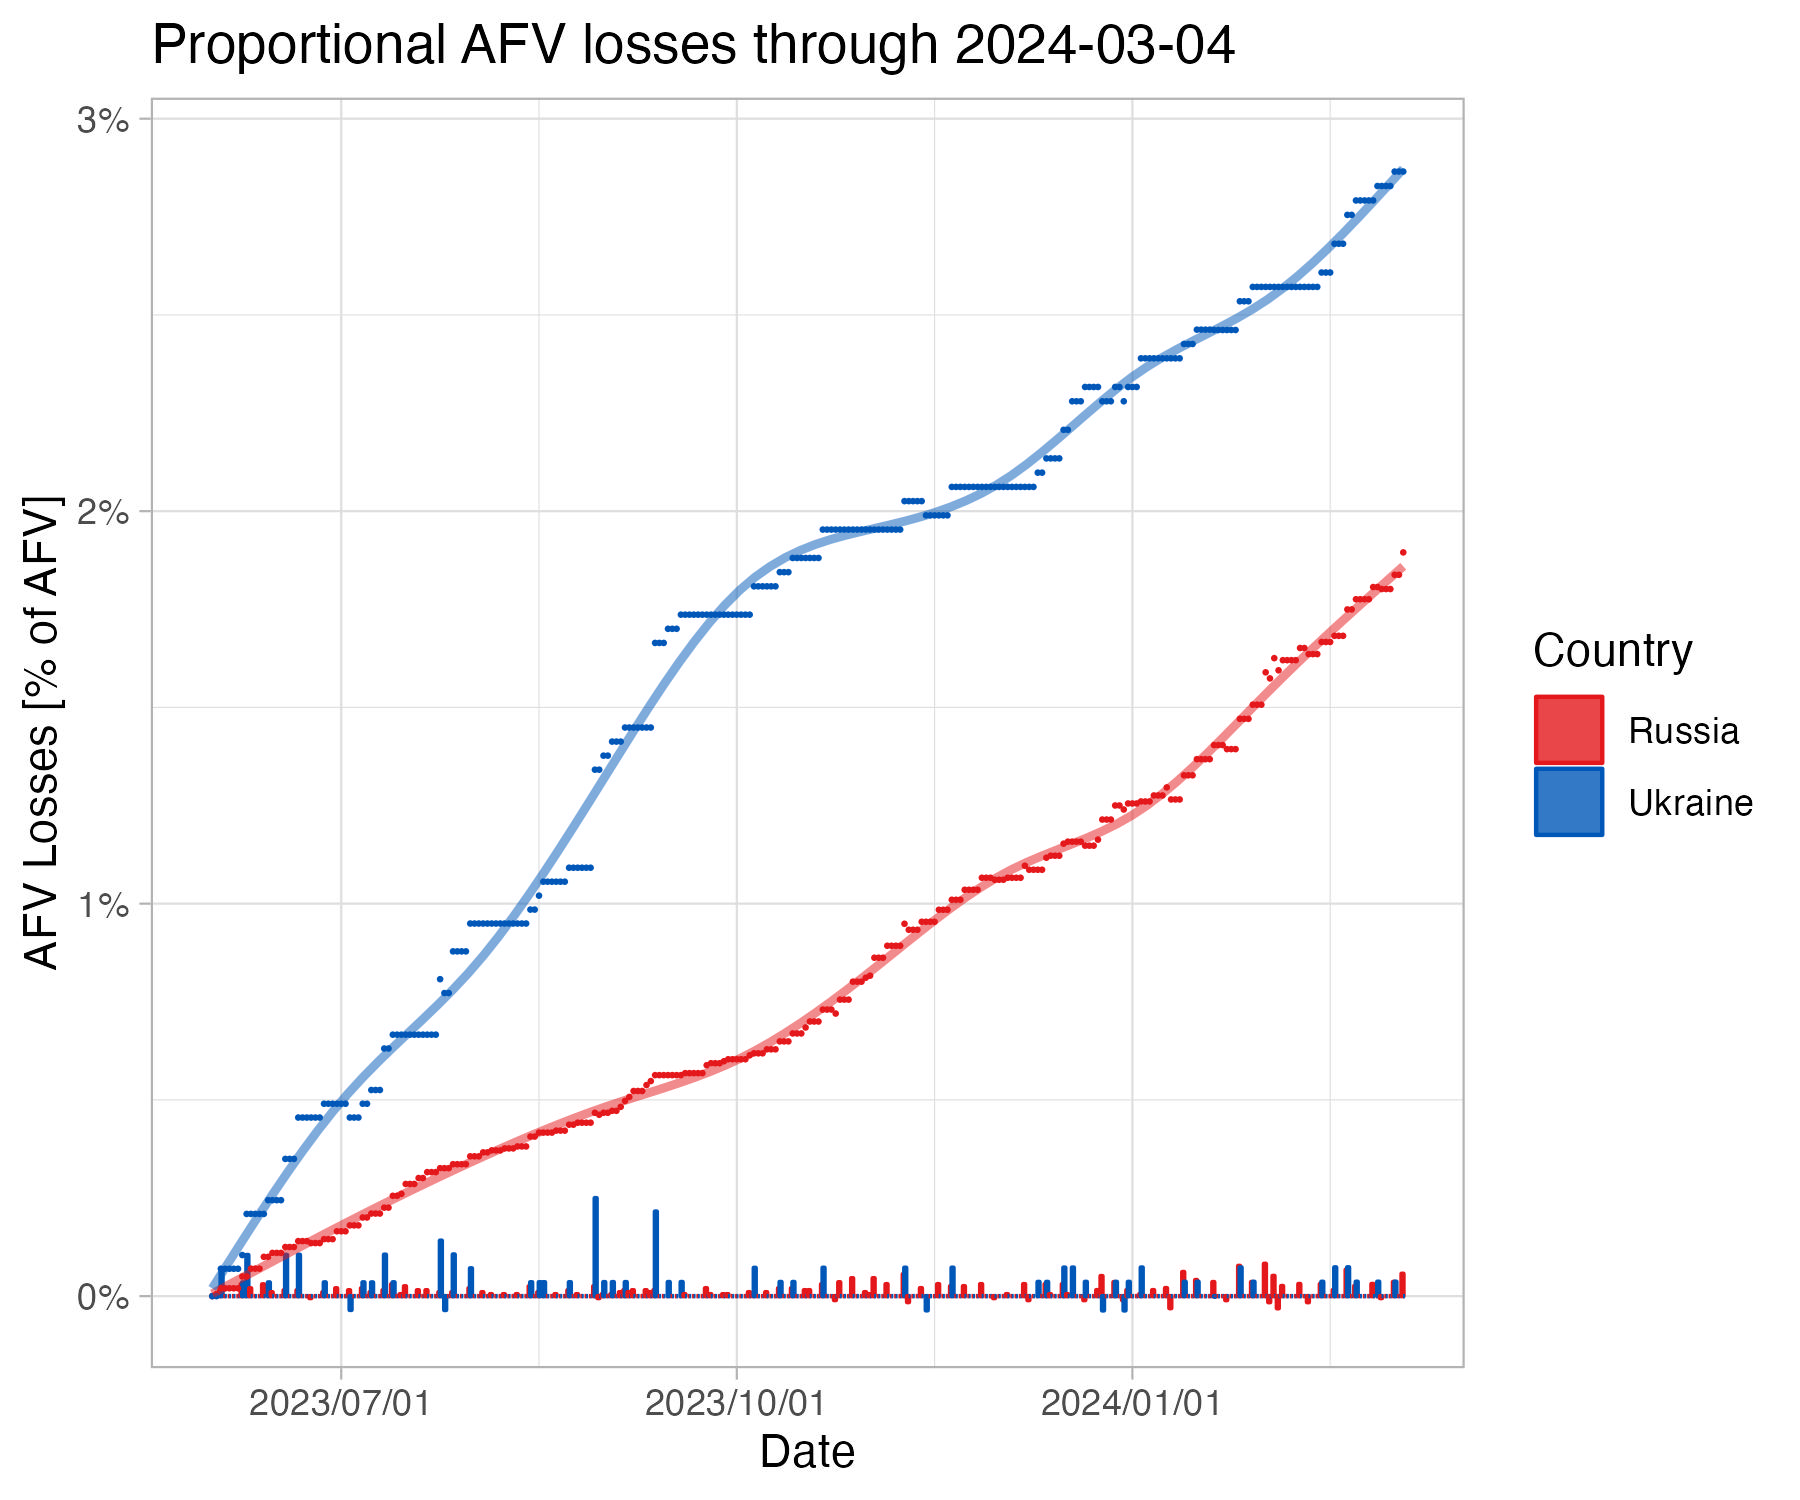 Proportional AFV losses through 2024-03-04
3%
2%
1%
0%
AFV Losses [% of AFV]
2023/07/01
2023/10/01
2024/01/01
Date
Country
Russia
Ukraine